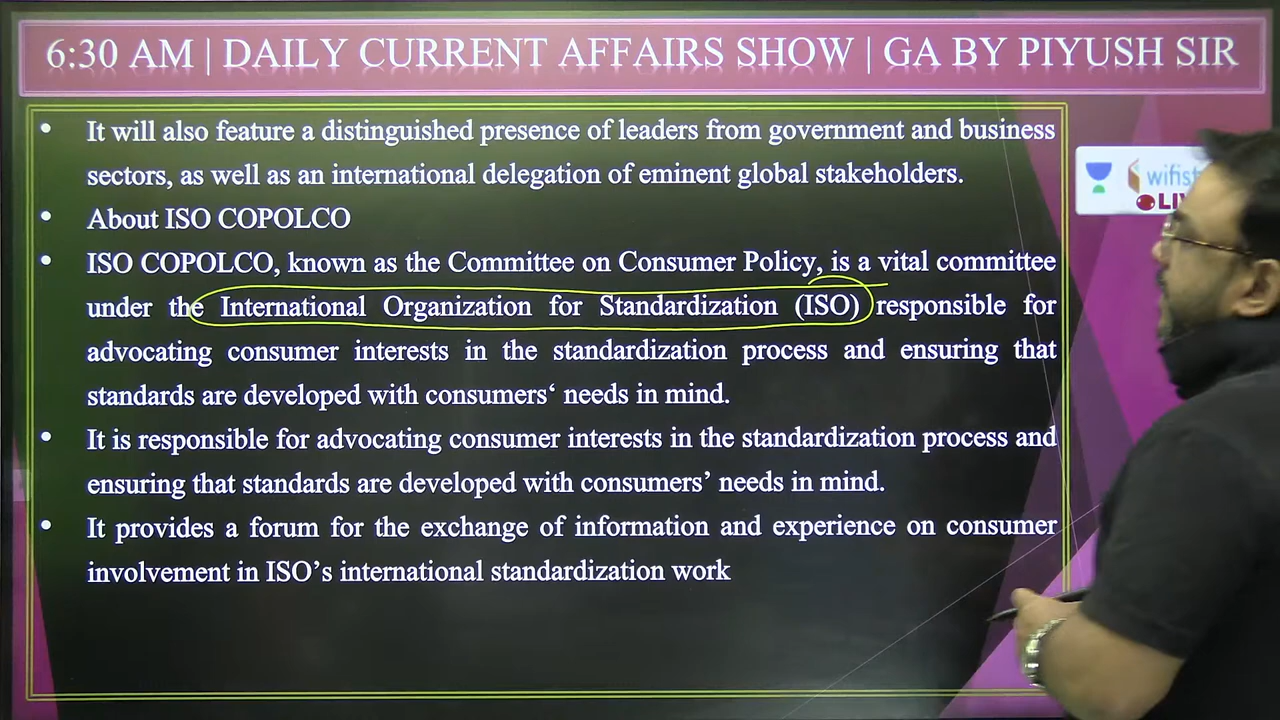 6:30 AM | DAILY CURRENT AFFAIRS SHOW | GA BY PIYUSH SIR
• It will also feature a distinguished presence of leaders from government and business
sectors, as well as an international delegation of eminent global stakeholders.
• About ISO COPOLCO
• ISO COPOLCO, known as the Committee on Consumer Policy, is a vital committee
under the International Organization for Standardization (ISO) responsible for
advocating consumer interests in the standardization process and ensuring that
standards are developed with consumers‘ needs in mind.
• It is responsible for advocating consumer interests in the standardization process and
ensuring that standards are developed with consumers’ needs in mind.
• It provides a forum for the exchange of information and experience on consumer
involvement in ISO’s international standardization work